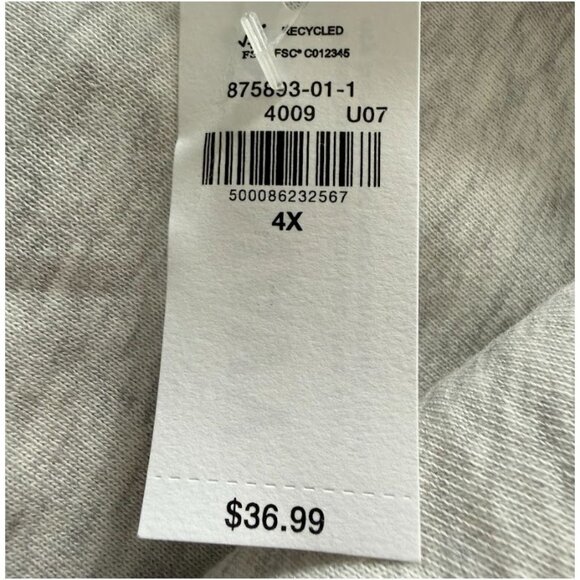 RECYCLED
FSC® C012345
875893-01-1
4009 U07
500086232567
4X
$36.99